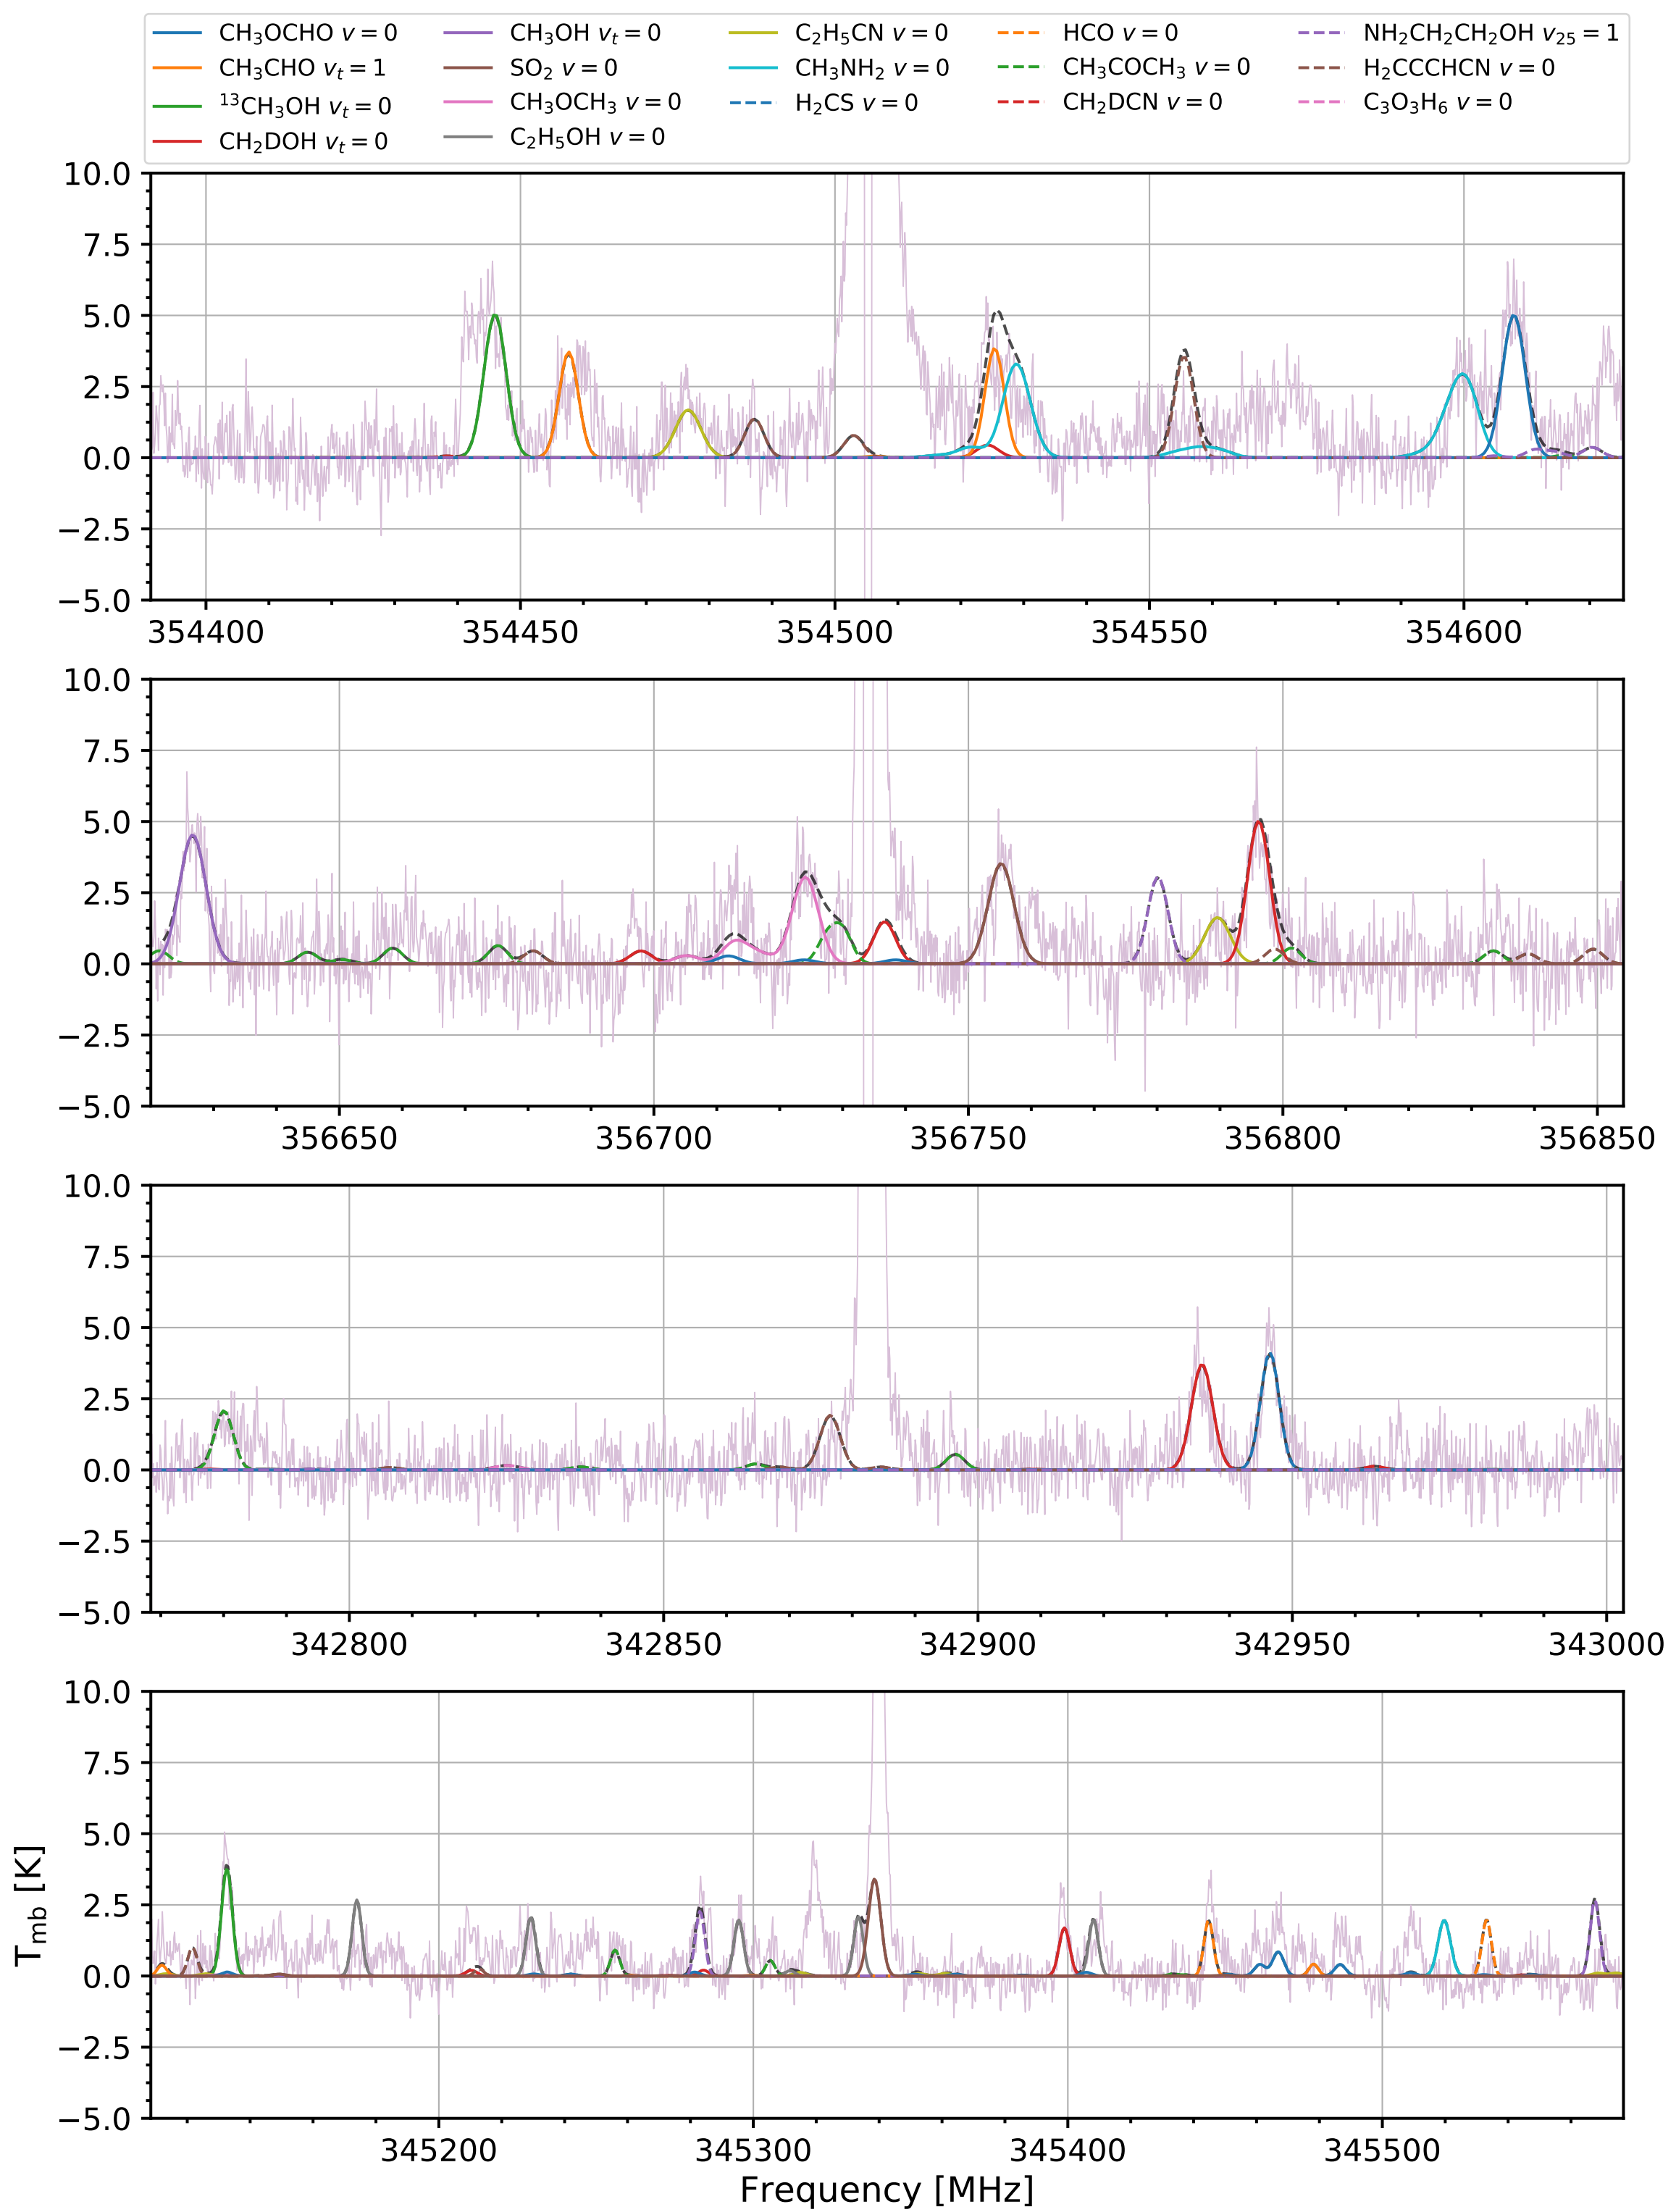 CH₃OCHO v = 0 CH₃OH vₜ = 0 C₂H₅CN v = 0 HCO v = 0 NH₂CH₂CH₂OH v₂₅ = 1
CH₃CHO vₜ = 1 SO₂ v = 0 CH₃NH₂ v = 0 CH₃COCH₃ v = 0 H₂CCCHCN v = 0
¹³CH₃OH vₜ = 0 CH₃OCH₃ v = 0 H₂CS v = 0 CH₂DCN v = 0 C₃O₃H₆ v = 0
CH₂DOH vₜ = 0 C₂H₅OH v = 0
10.0
7.5
5.0
2.5
0.0
−2.5
−5.0
354400 354450 354500 354550 354600
10.0
7.5
5.0
2.5
0.0
−2.5
−5.0
356650 356700 356750 356800 356850
10.0
7.5
5.0
2.5
0.0
−2.5
−5.0
342800 342850 342900 342950 343000
10.0
7.5
5.0
2.5
0.0
−2.5
−5.0
345200 345300 345400 345500
T_mb [K]
Frequency [MHz]